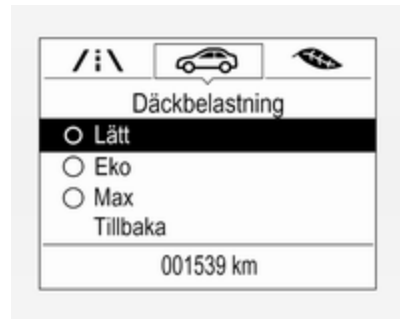 Däckbelastning
Lätt
Eko
Max
Tillbaka
001539 km